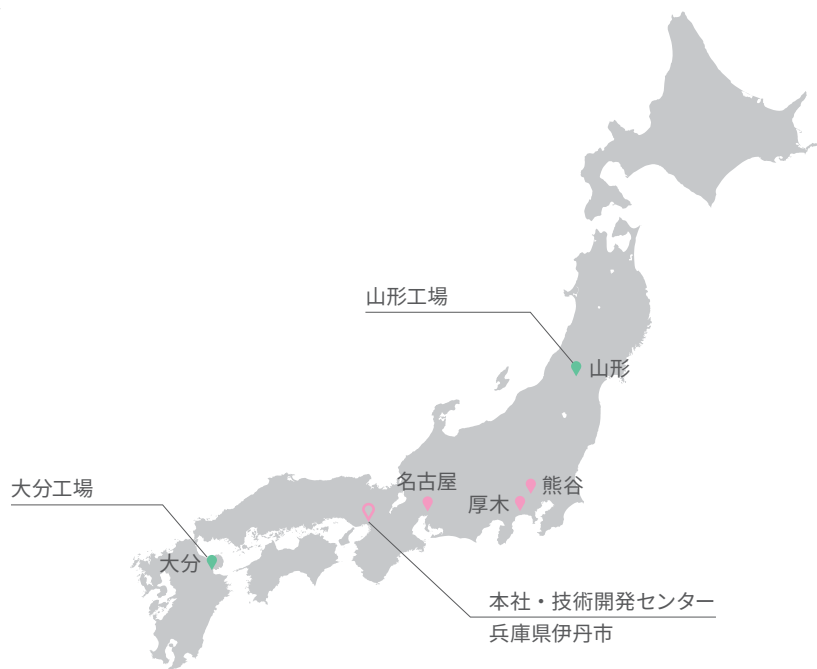 山形工場
山形
名古屋
熊谷
厚木
大分工場
大分
本社・技術開発センター
兵庫県伊丹市